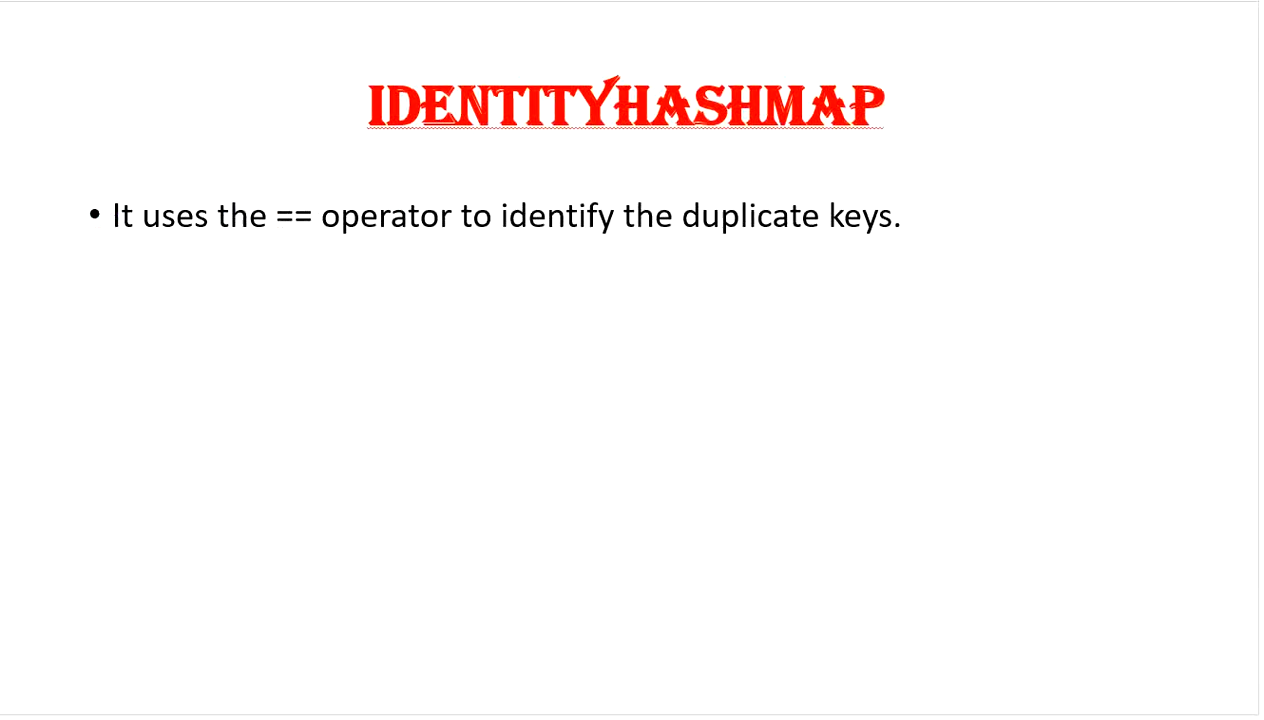 IDENTITYHASHMAP
• It uses the == operator to identify the duplicate keys.